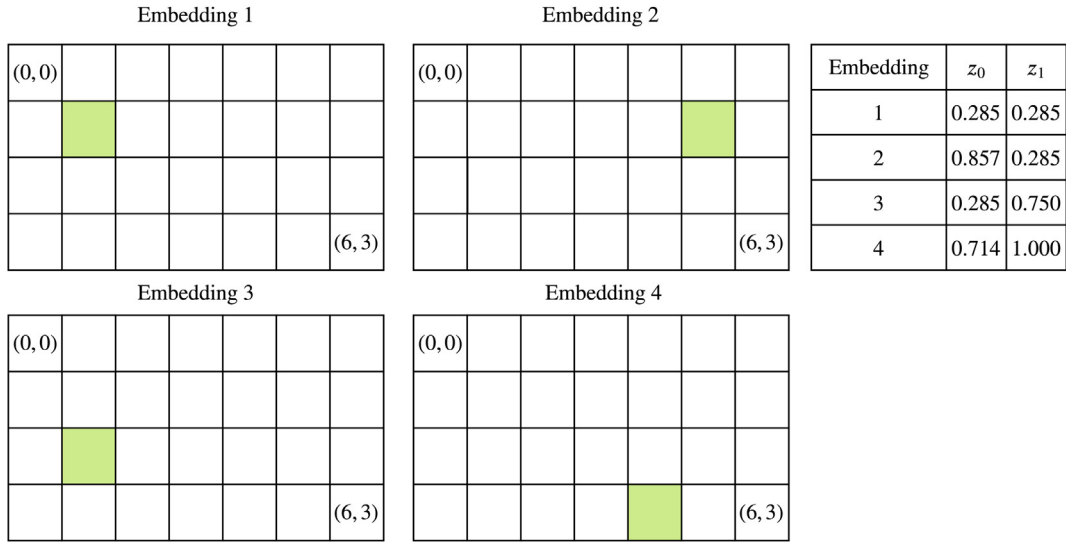 Embedding 1
(0, 0)
(6, 3)
Embedding 2
(0, 0)
(6, 3)
Embedding z0 z1
1 0.285 0.285
2 0.857 0.285
3 0.285 0.750
4 0.714 1.000
Embedding 3
(0, 0)
(6, 3)
Embedding 4
(0, 0)
(6, 3)